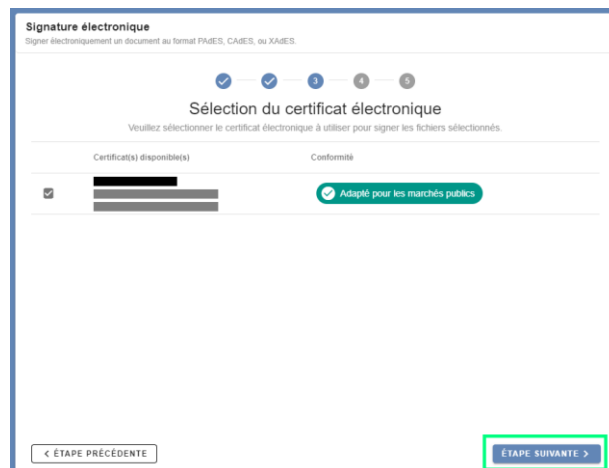 Signature électronique
Signer électroniquement un document au format PAdES, CAdES, ou XAdES.
3 4 5
Sélection du certificat électronique
Veuillez sélectionner le certificat électronique à utiliser pour signer les fichiers sélectionnés.
Certificat(s) disponible(s) Conformité
Adapté pour les marchés publics
< ÉTAPE PRÉCÉDENTE ÉTAPE SUIVANTE >